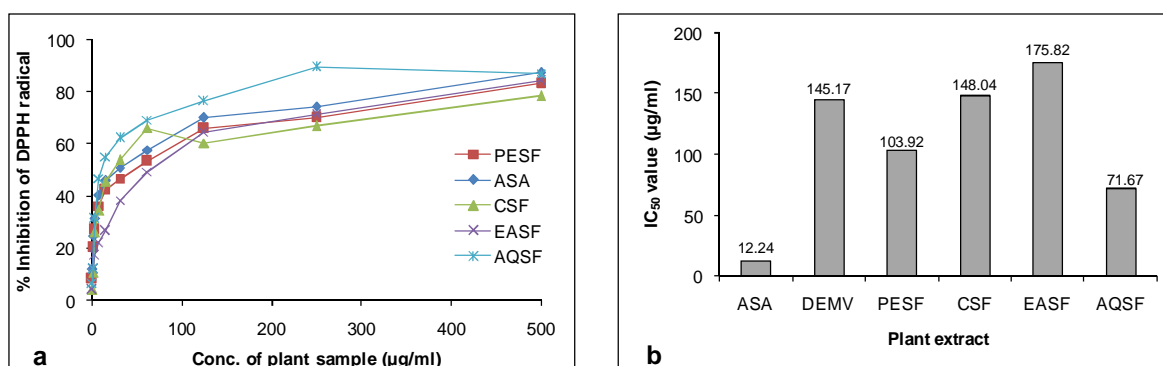 100
80
60
40
20
0
% Inhibition of DPPH radical
PESF
ASA
CSF
EASF
AQSF
0 100 200 300 400 500
Conc. of plant sample (µg/ml)
a
200
150
100
50
0
IC50 value (µg/ml)
12.24
145.17
103.92
148.04
175.82
71.67
ASA DEMV PESF CSF EASF AQSF
Plant extract
b